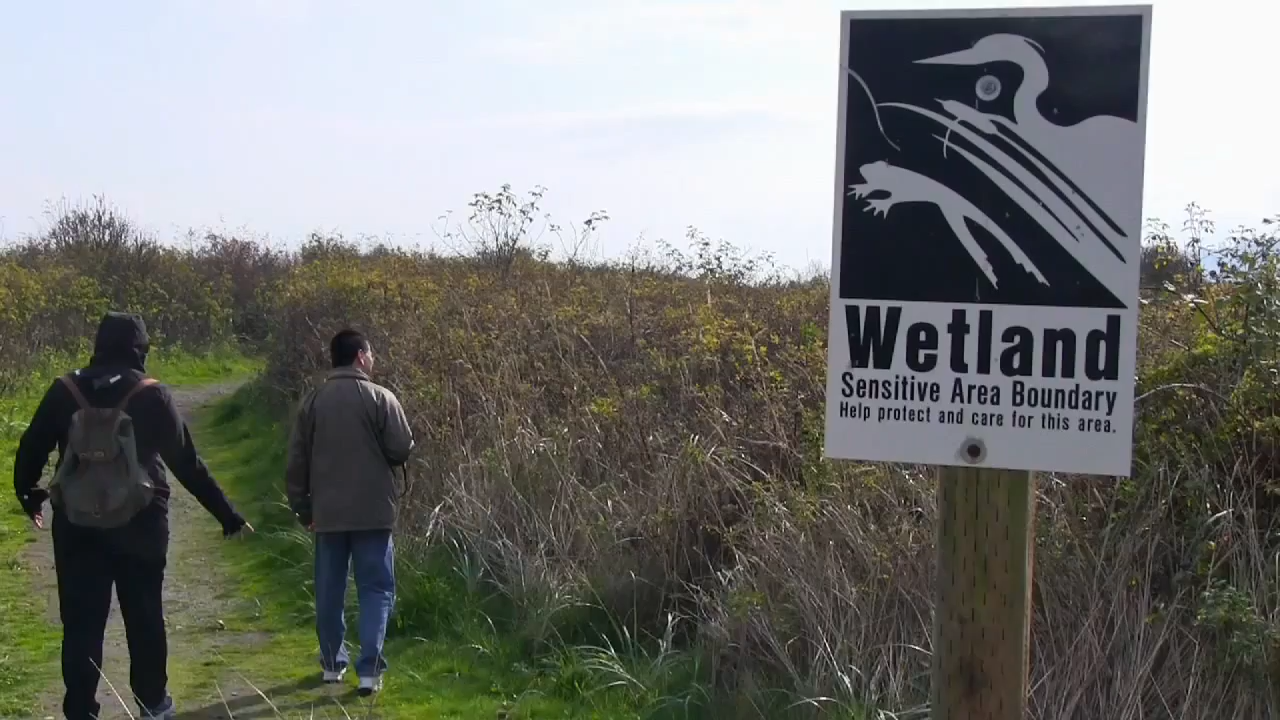 Wetland
Sensitive Area Boundary
Help protect and care for this area.